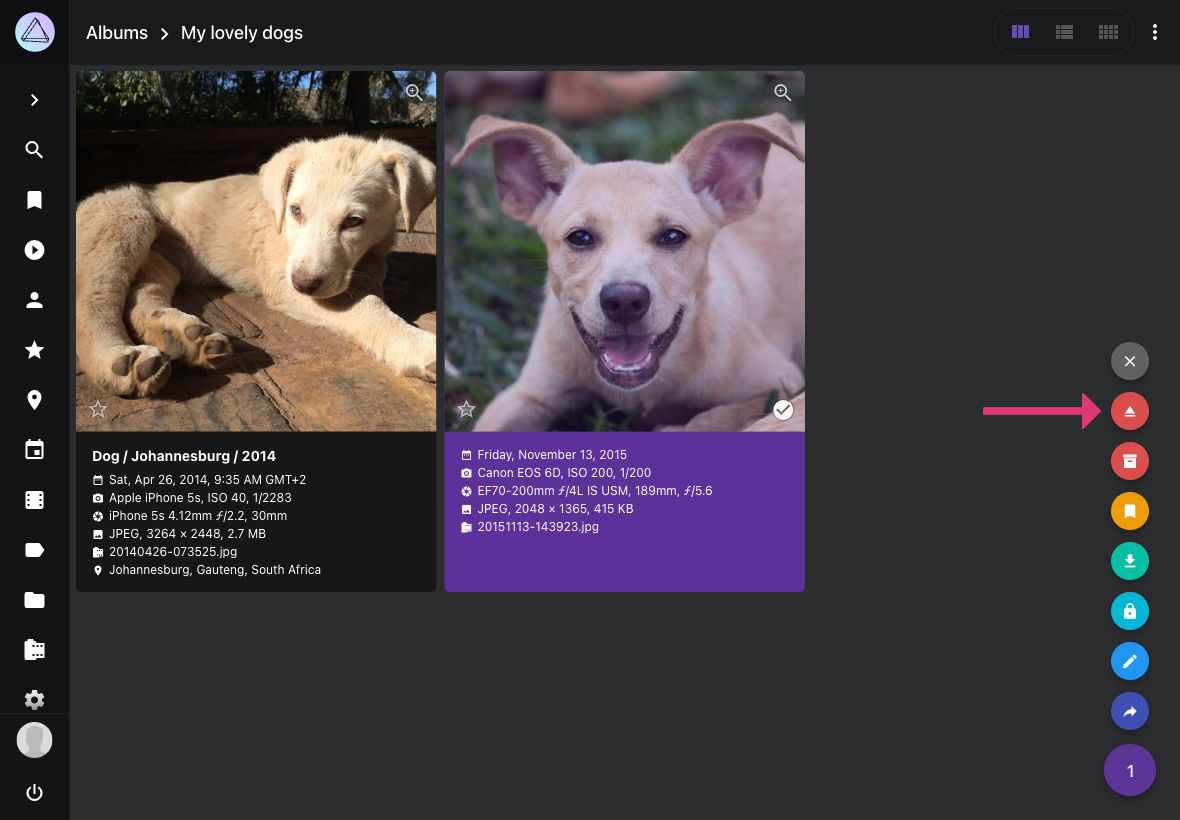 Albums > My lovely dogs
Dog / Johannesburg / 2014
Sat, Apr 26, 2014, 9:35 AM GMT+2
Apple iPhone 5s, ISO 40, 1/2283
iPhone 5s 4.12mm ƒ/2.2, 30mm
JPEG, 3264 × 2448, 2.7 MB
20140426-073525.jpg
Johannesburg, Gauteng, South Africa
Friday, November 13, 2015
Canon EOS 6D, ISO 200, 1/200
EF70-200mm ƒ/4L IS USM, 189mm, ƒ/5.6
JPEG, 2048 × 1365, 415 KB
20151113-143923.jpg
1